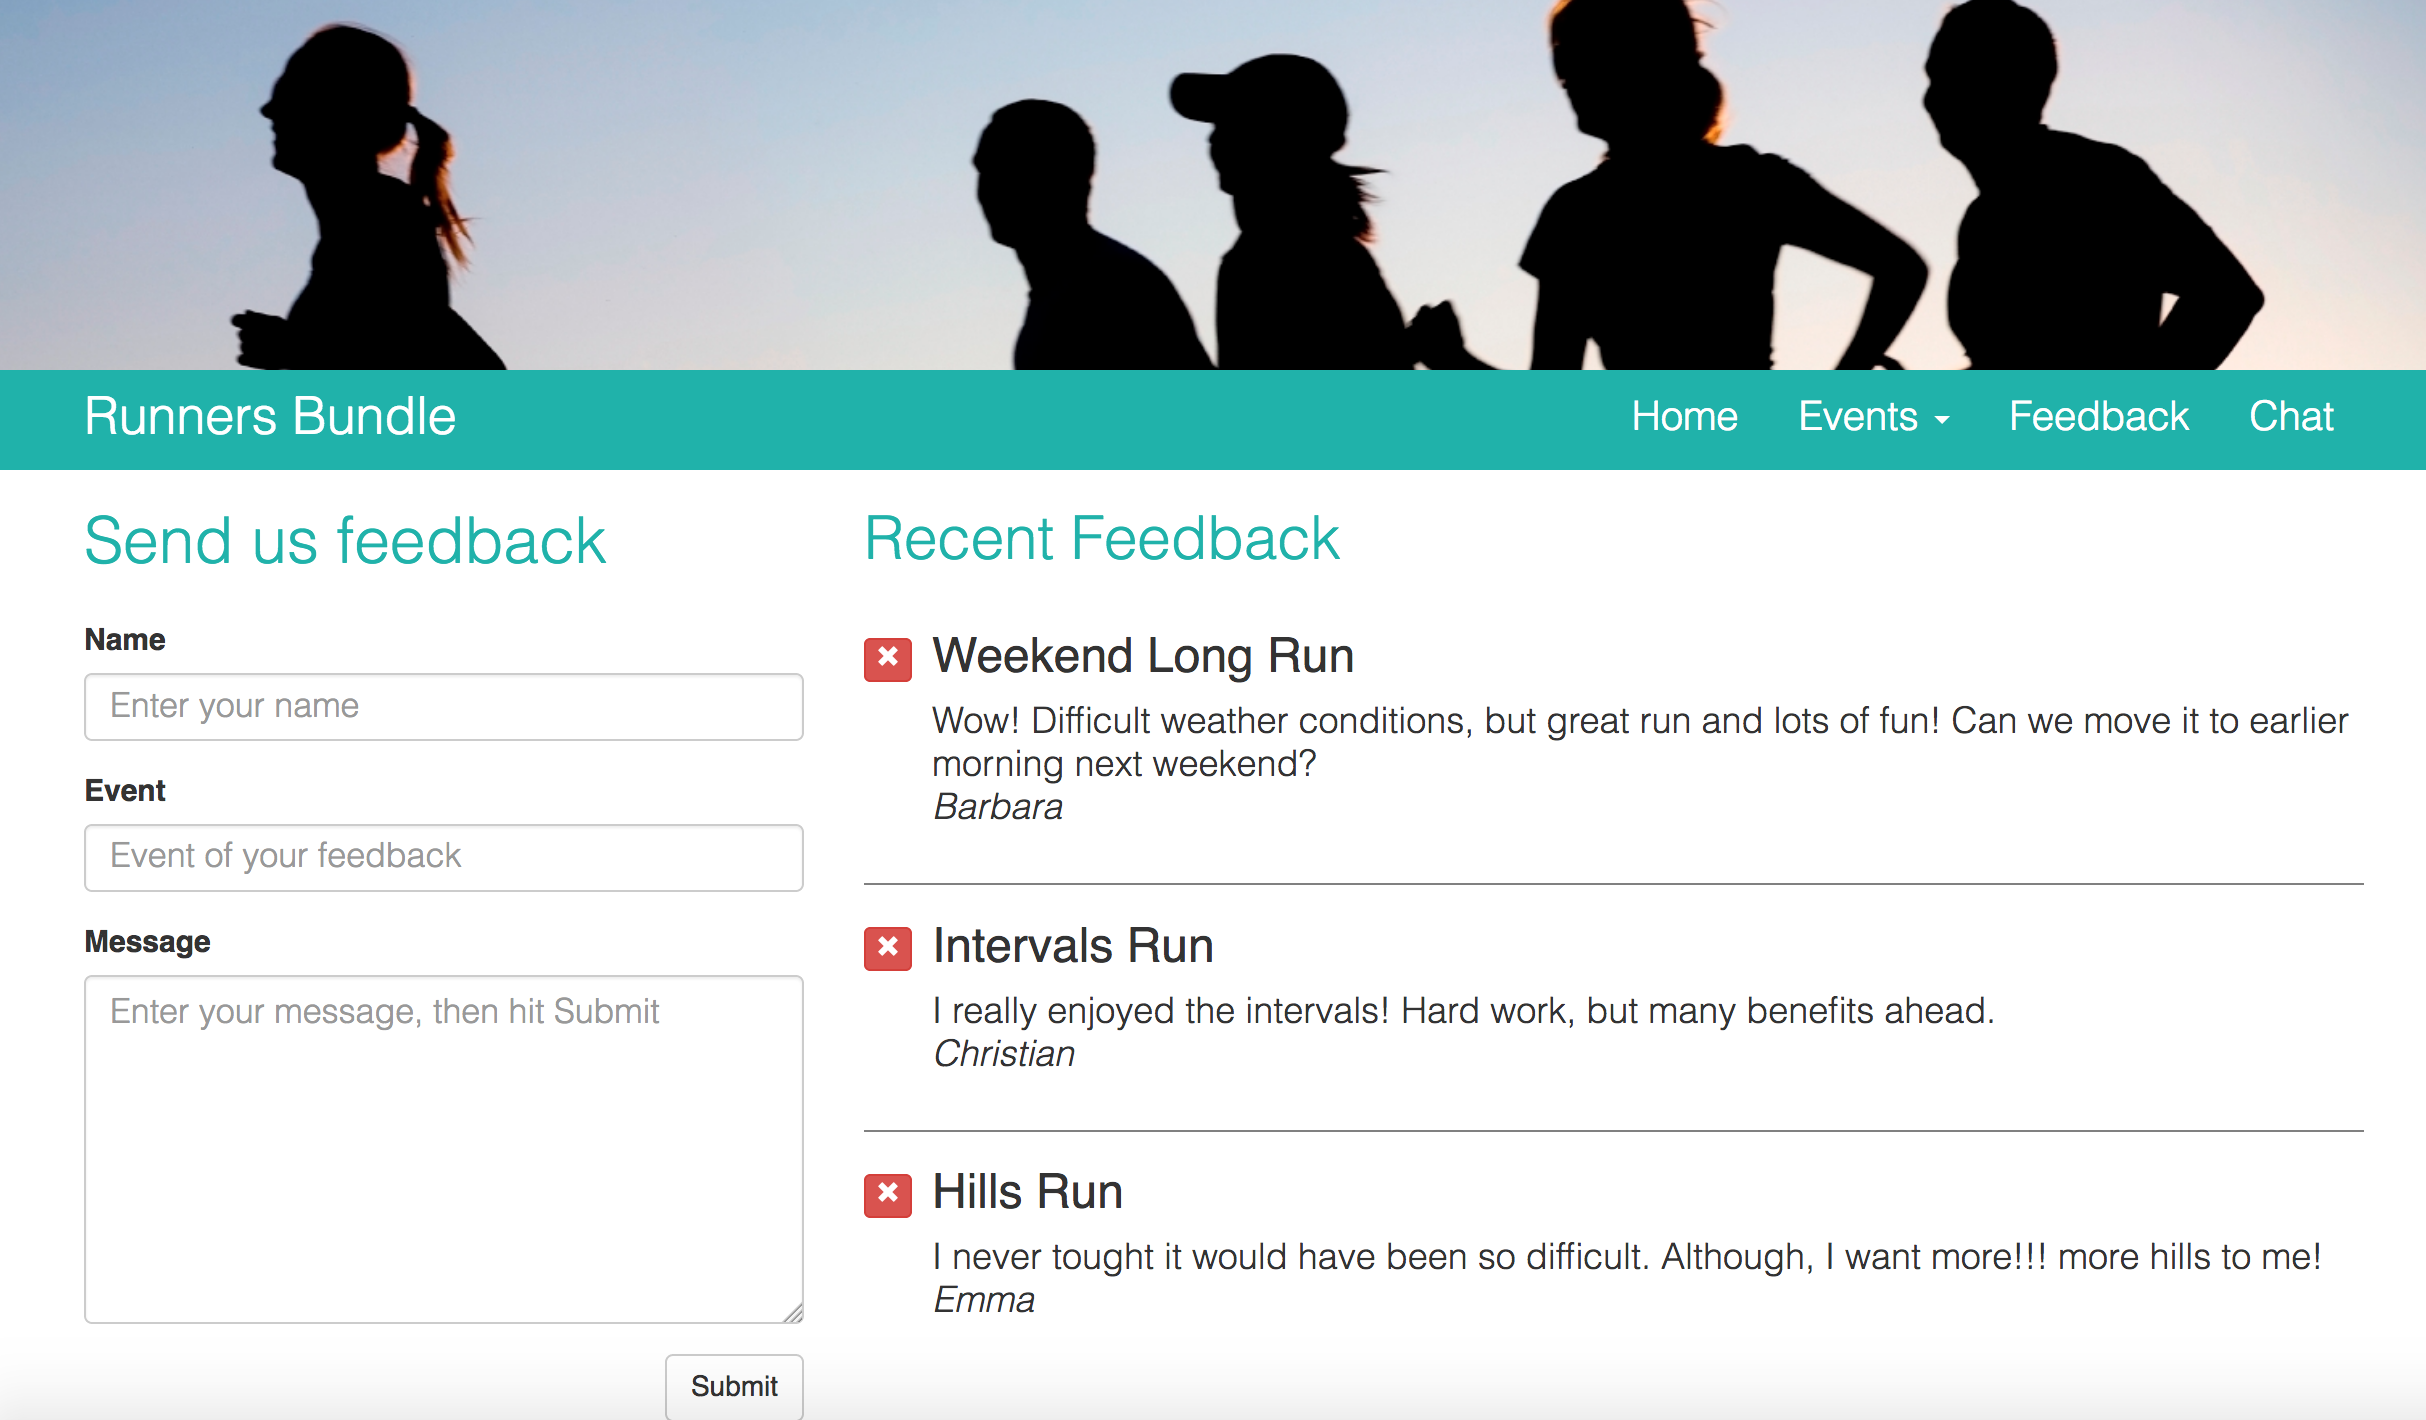 Runners Bundle
Home Events Feedback Chat
Send us feedback
Name
Enter your name
Event
Event of your feedback
Message
Enter your message, then hit Submit
Submit
Recent Feedback
Weekend Long Run
Wow! Difficult weather conditions, but great run and lots of fun! Can we move it to earlier
morning next weekend?
Barbara
Intervals Run
I really enjoyed the intervals! Hard work, but many benefits ahead.
Christian
Hills Run
I never tought it would have been so difficult. Although, I want more!!! more hills to me!
Emma